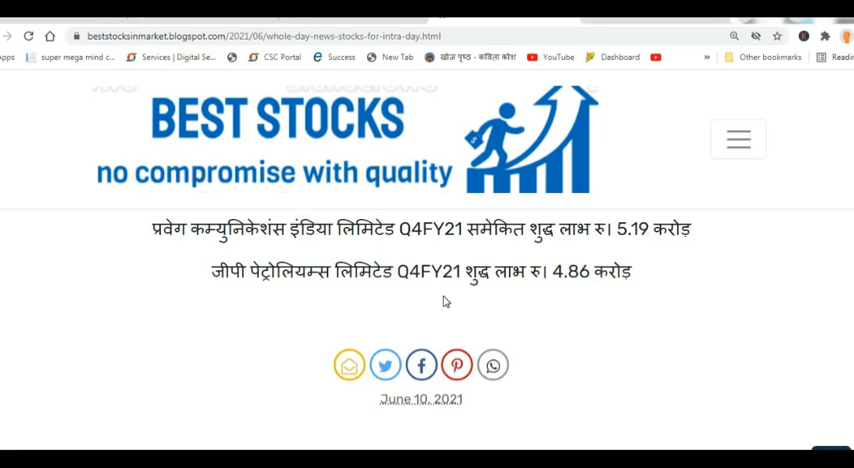 beststocksinmarket.blogspot.com/2021/06/whole-day-news-stocks-for-intra-day.html
Apps super mega mind c... Services | Digital Se... CSC Portal Success New Tab खोज पृष्ठ - कविता कोश YouTube Dashboard » Other bookmarks
BEST STOCKS
no compromise with quality
प्रवेग कम्युनिकेशंस इंडिया लिमिटेड Q4FY21 समेकित शुद्ध लाभ रु। 5.19 करोड़
जीपी पेट्रोलियम्स लिमिटेड Q4FY21 शुद्ध लाभ रु। 4.86 करोड़
June 10, 2021